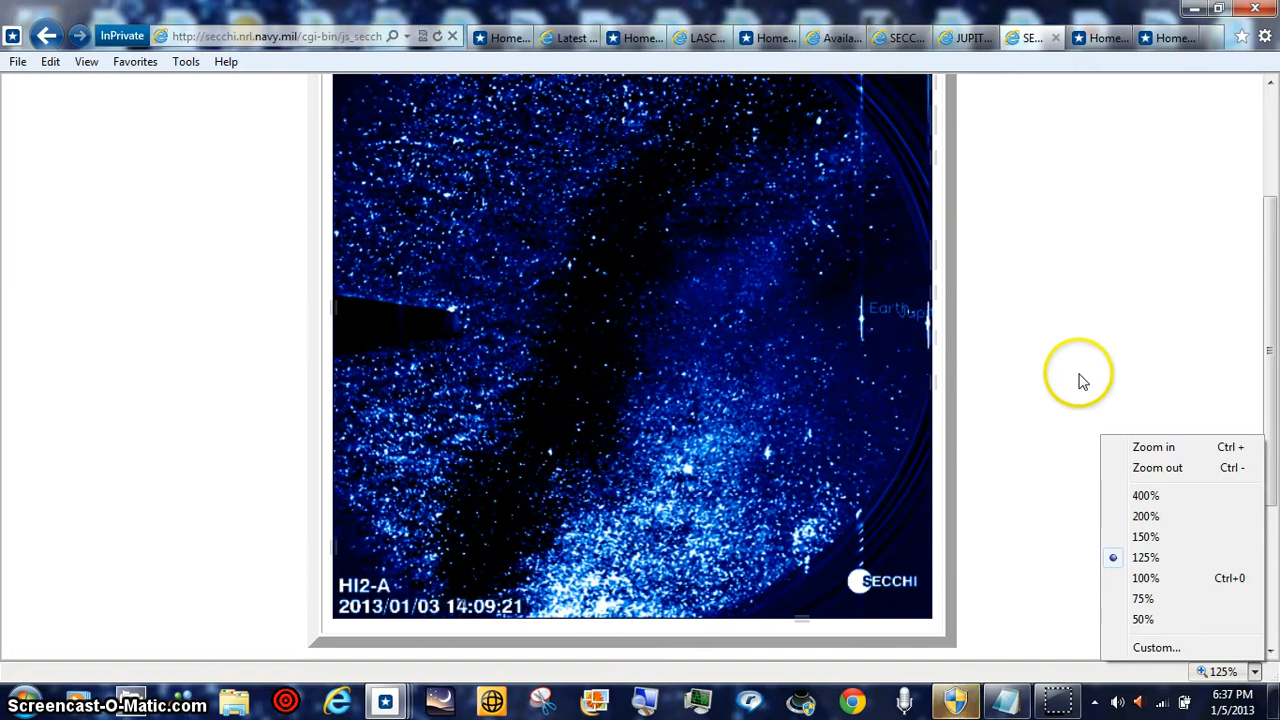 InPrivate
http://secchi.nrl.navy.mil/cgi-bin/js_secch
Home...
Latest ...
Home...
LASC...
Home...
Availa...
SECC...
JUPIT...
SE...
Home...
Home...
File Edit View Favorites Tools Help
Earth
Jup
Zoom in Ctrl +
Zoom out Ctrl -
400%
200%
150%
125%
100% Ctrl+0
75%
50%
Custom...
HI2-A
2013/01/03 14:09:21
SECCHI
125%
Screencast-O-Matic.com
6:37 PM
1/5/2013